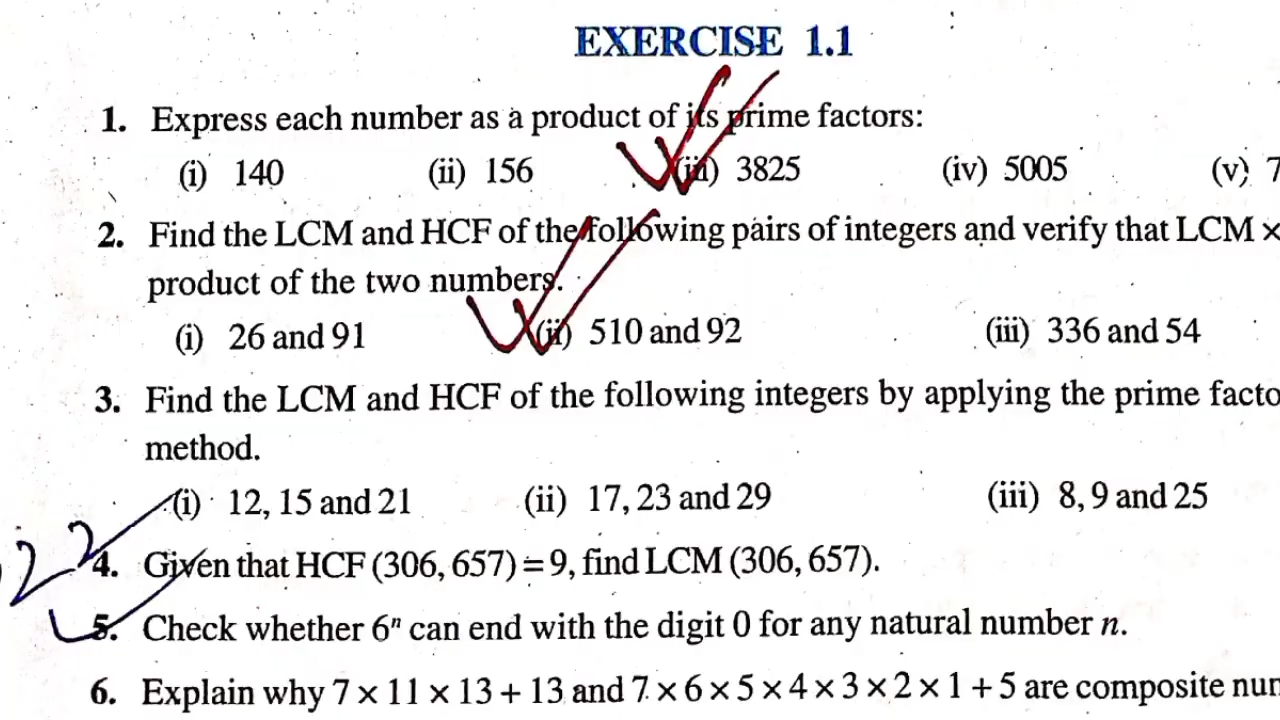 EXERCISE 1.1
1. Express each number as a product of its prime factors:
(i) 140 (ii) 156 (iii) 3825 (iv) 5005 (v) 7
2. Find the LCM and HCF of the following pairs of integers and verify that LCM ×
product of the two numbers.
(i) 26 and 91 (ii) 510 and 92 (iii) 336 and 54
3. Find the LCM and HCF of the following integers by applying the prime facto
method.
(i) 12, 15 and 21 (ii) 17, 23 and 29 (iii) 8, 9 and 25
4. Given that HCF (306, 657) = 9, find LCM (306, 657).
5. Check whether 6ⁿ can end with the digit 0 for any natural number n.
6. Explain why 7 × 11 × 13 + 13 and 7 × 6 × 5 × 4 × 3 × 2 × 1 + 5 are composite num